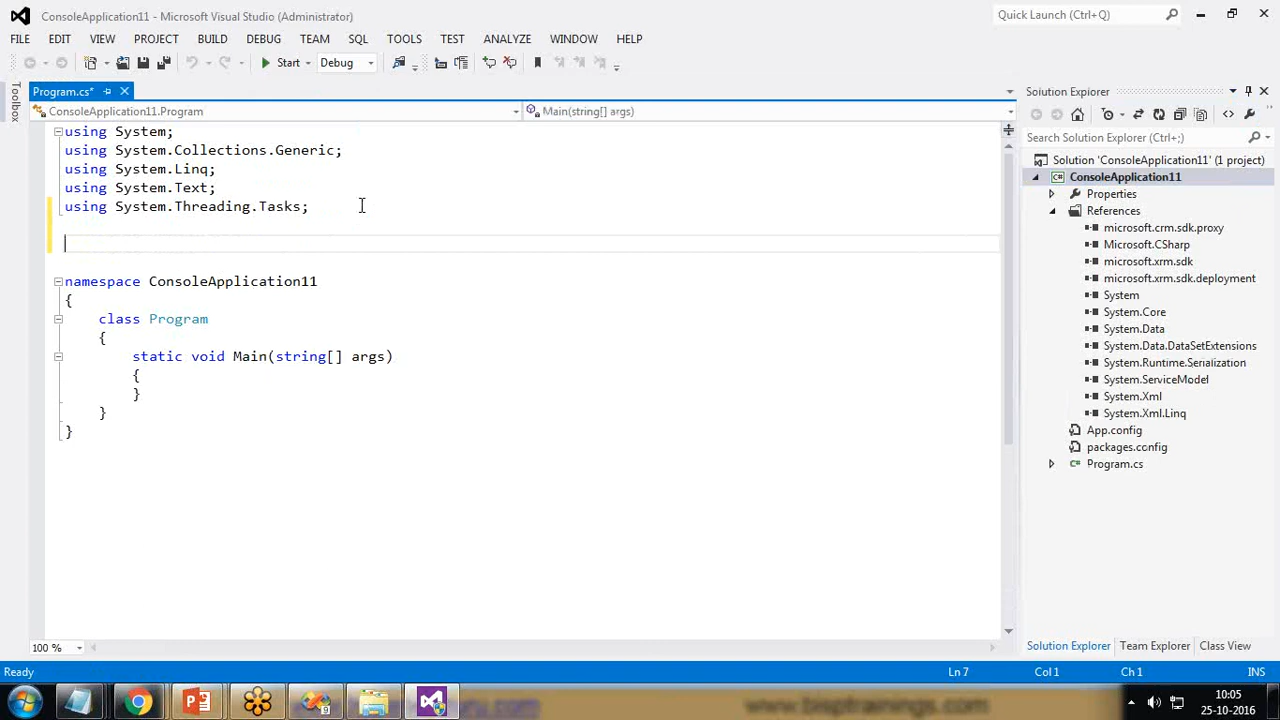 ConsoleApplication11 - Microsoft Visual Studio (Administrator)
Quick Launch (Ctrl+Q)
FILE EDIT VIEW PROJECT BUILD DEBUG TEAM SQL TOOLS TEST ANALYZE WINDOW HELP
Start Debug
Program.cs*
Toolbox
ConsoleApplication11.Program
Main(string[] args)
using System;
using System.Collections.Generic;
using System.Linq;
using System.Text;
using System.Threading.Tasks;
namespace ConsoleApplication11
{
class Program
{
static void Main(string[] args)
{
}
}
}
100 %
Solution Explorer
Search Solution Explorer (Ctrl+;)
Solution 'ConsoleApplication11' (1 project)
C# ConsoleApplication11
Properties
References
microsoft.crm.sdk.proxy
Microsoft.CSharp
microsoft.xrm.sdk
microsoft.xrm.sdk.deployment
System
System.Core
System.Data
System.Data.DataSetExtensions
System.Runtime.Serialization
System.ServiceModel
System.Xml
System.Xml.Linq
App.config
packages.config
C# Program.cs
Solution Explorer Team Explorer Class View
Ready
Ln 7 Col 1 Ch 1 INS
10:05
25-10-2016